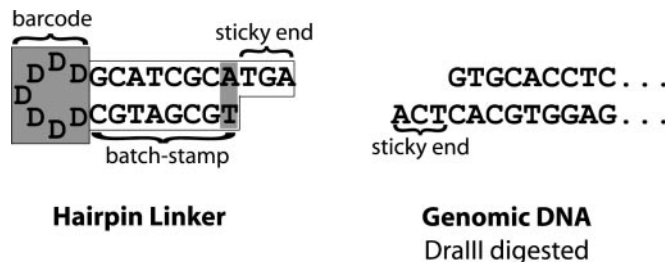 barcode
sticky end
D D D D D D D GCATCGCATGA
CGTAGCGT
batch-stamp
Hairpin Linker
GTGCACCTC...
ACTCACGTGGAG...
sticky end
Genomic DNA
DraIII digested